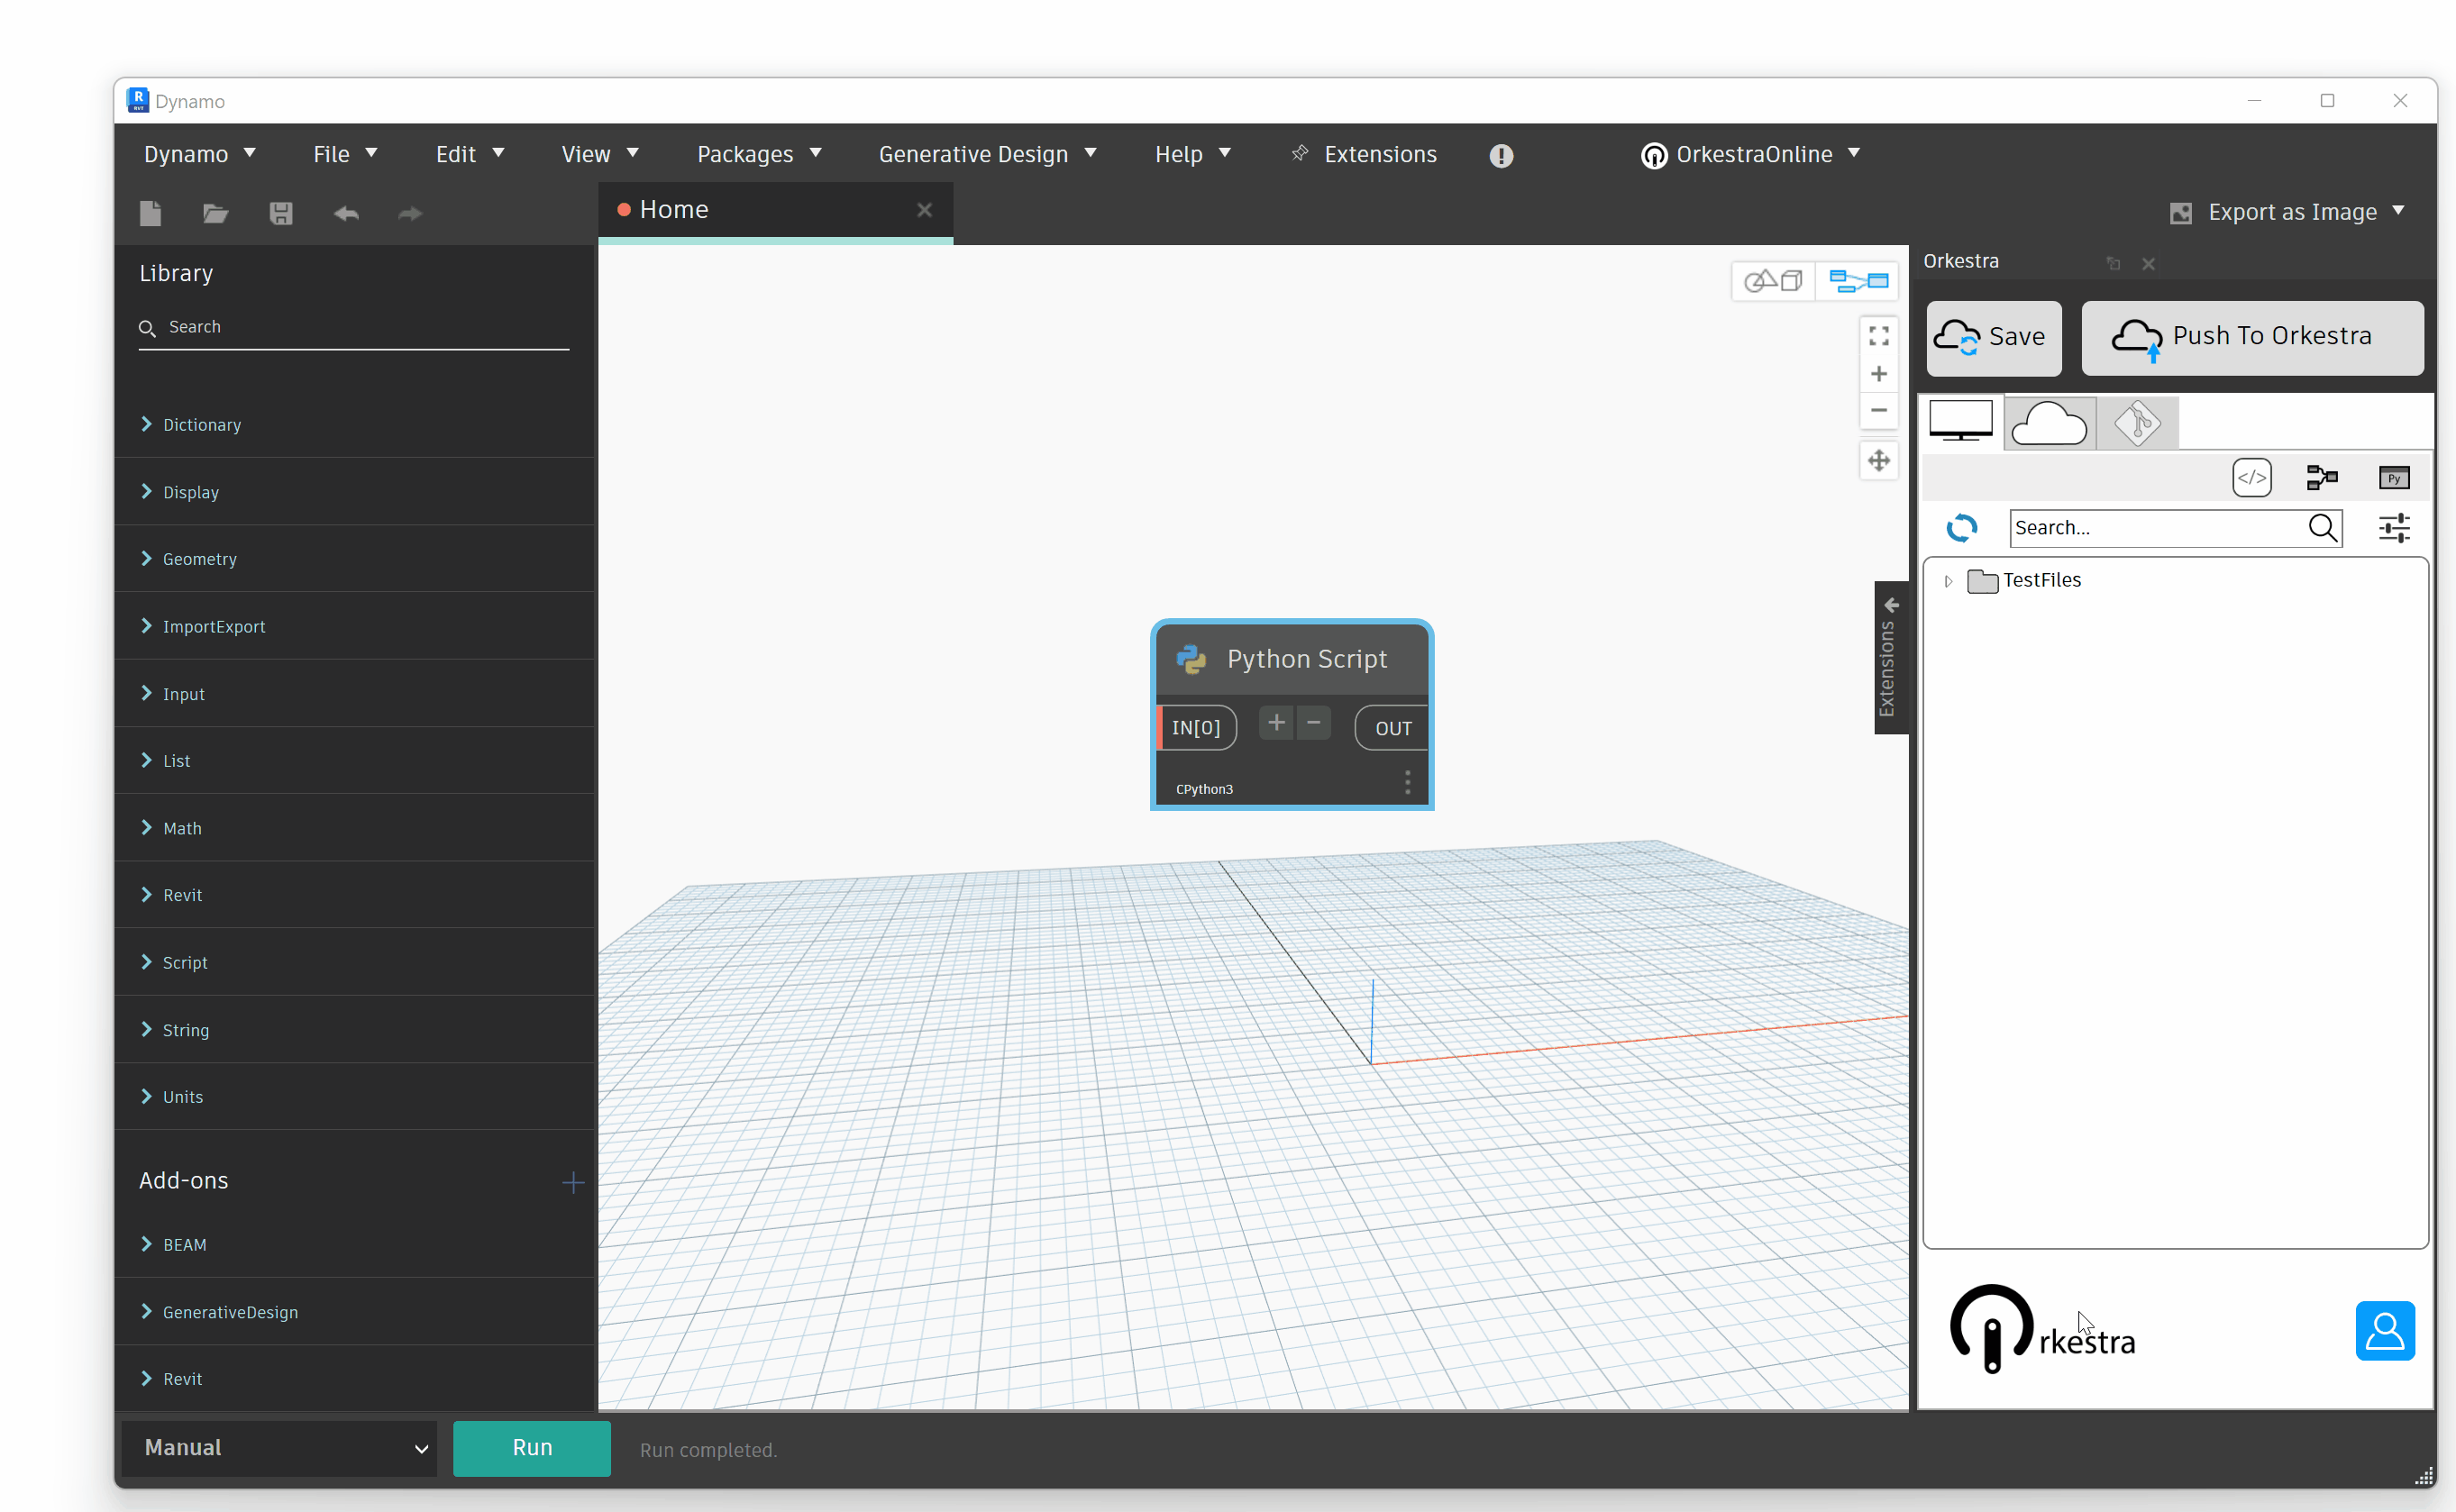 Dynamo
Dynamo File Edit View Packages Generative Design Help Extensions OrkestraOnline
Home
Export as Image
Library
Search
Dictionary
Display
Geometry
ImportExport
Input
List
Math
Revit
Script
String
Units
Add-ons
BEAM
GenerativeDesign
Revit
Python Script
IN[0] + − OUT
CPython3
Extensions
Orkestra
Save Push To Orkestra
</> Py
Search...
TestFiles
rkestra
Manual Run Run completed.